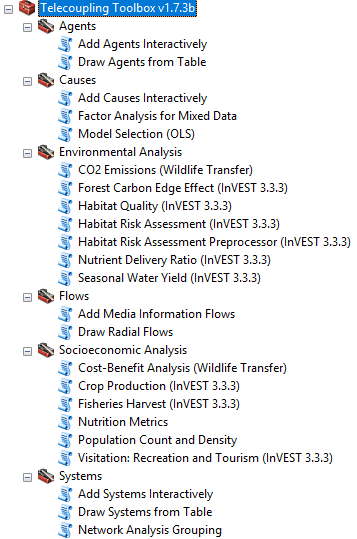 Telecoupling Toolbox v1.7.3b
Agents
Add Agents Interactively
Draw Agents from Table
Causes
Add Causes Interactively
Factor Analysis for Mixed Data
Model Selection (OLS)
Environmental Analysis
CO2 Emissions (Wildlife Transfer)
Forest Carbon Edge Effect (InVEST 3.3.3)
Habitat Quality (InVEST 3.3.3)
Habitat Risk Assessment (InVEST 3.3.3)
Habitat Risk Assessment Preprocessor (InVEST 3.3.3)
Nutrient Delivery Ratio (InVEST 3.3.3)
Seasonal Water Yield (InVEST 3.3.3)
Flows
Add Media Information Flows
Draw Radial Flows
Socioeconomic Analysis
Cost-Benefit Analysis (Wildlife Transfer)
Crop Production (InVEST 3.3.3)
Fisheries Harvest (InVEST 3.3.3)
Nutrition Metrics
Population Count and Density
Visitation: Recreation and Tourism (InVEST 3.3.3)
Systems
Add Systems Interactively
Draw Systems from Table
Network Analysis Grouping